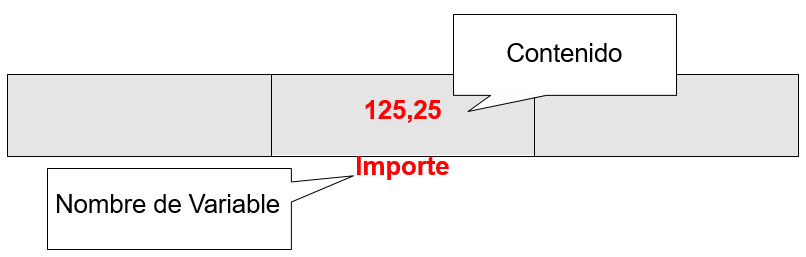 Contenido
125,25
Importe
Nombre de Variable